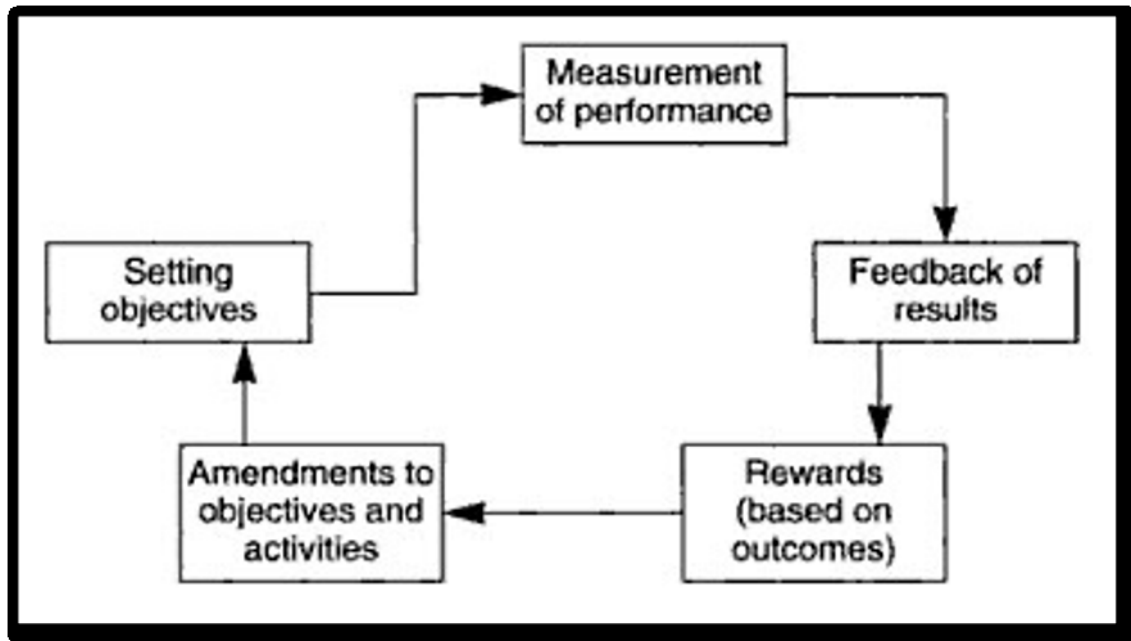 Measurement
of performance
Setting
objectives
Feedback of
results
Amendments to
objectives and
activities
Rewards
(based on
outcomes)